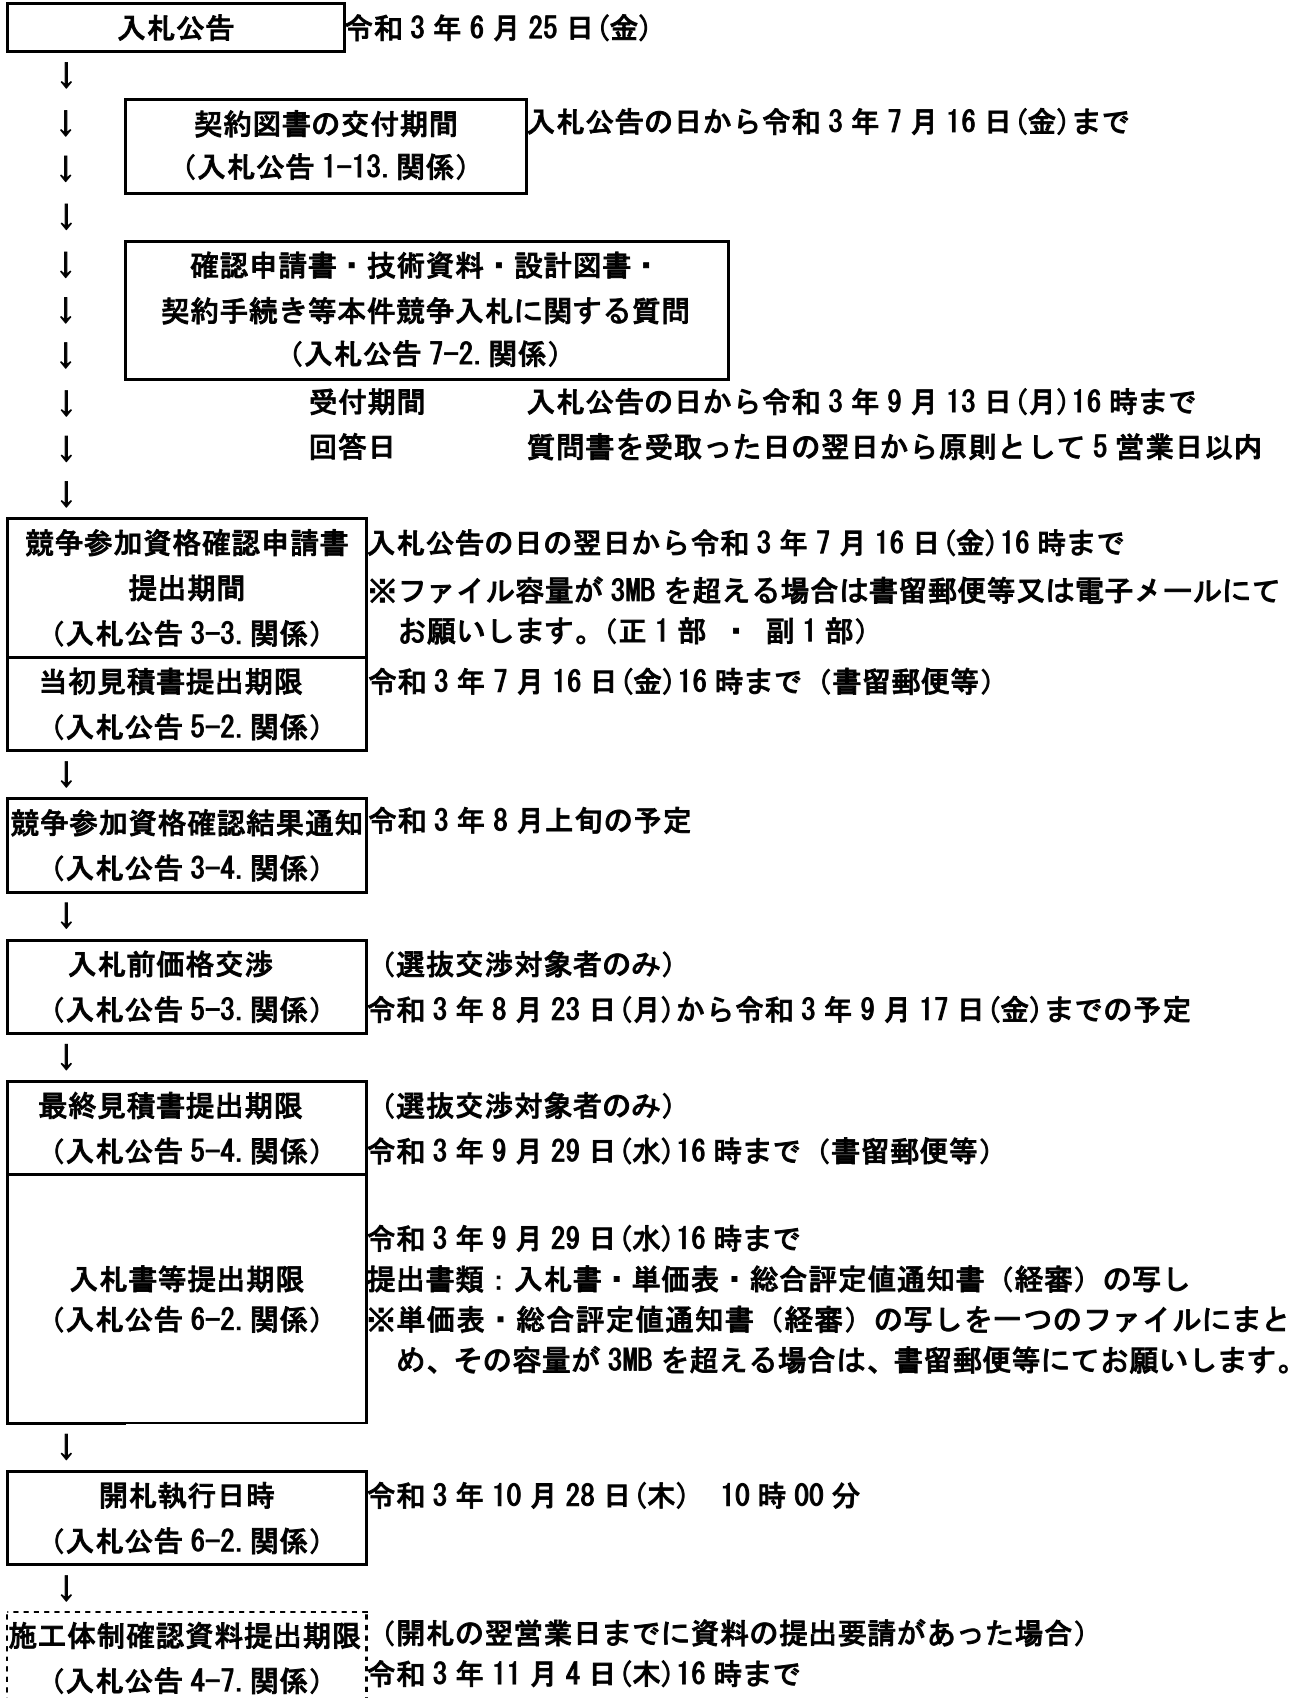 入札公告 令和3年6月25日(金)
↓
↓ 契約図書の交付期間 入札公告の日から令和3年7月16日(金)まで
↓ (入札公告1-13.関係)
↓
↓ 確認申請書・技術資料・設計図書・
↓ 契約手続き等本件競争入札に関する質問
↓ (入札公告7-2.関係)
↓ 受付期間 入札公告の日から令和3年9月13日(月)16時まで
↓ 回答日 質問書を受取った日の翌日から原則として5営業日以内
↓
競争参加資格確認申請書 入札公告の日の翌日から令和3年7月16日(金)16時まで
提出期間 ※ファイル容量が3MBを超える場合は書留郵便等又は電子メールにて
(入札公告3-3.関係) お願いします。(正1部 ・ 副1部)
当初見積書提出期限 令和3年7月16日(金)16時まで(書留郵便等)
(入札公告5-2.関係)
↓
競争参加資格確認結果通知 令和3年8月上旬の予定
(入札公告3-4.関係)
↓
入札前価格交渉 (選抜交渉対象者のみ)
(入札公告5-3.関係) 令和3年8月23日(月)から令和3年9月17日(金)までの予定
↓
最終見積書提出期限 (選抜交渉対象者のみ)
(入札公告5-4.関係) 令和3年9月29日(水)16時まで(書留郵便等)
令和3年9月29日(水)16時まで
入札書等提出期限 提出書類:入札書・単価表・総合評定値通知書(経審)の写し
(入札公告6-2.関係) ※単価表・総合評定値通知書(経審)の写しを一つのファイルにまと
め、その容量が3MBを超える場合は、書留郵便等にてお願いします。
↓
開札執行日時 令和3年10月28日(木) 10時00分
(入札公告6-2.関係)
↓
施工体制確認資料提出期限 (開札の翌営業日までに資料の提出要請があった場合)
(入札公告4-7.関係) 令和3年11月4日(木)16時まで